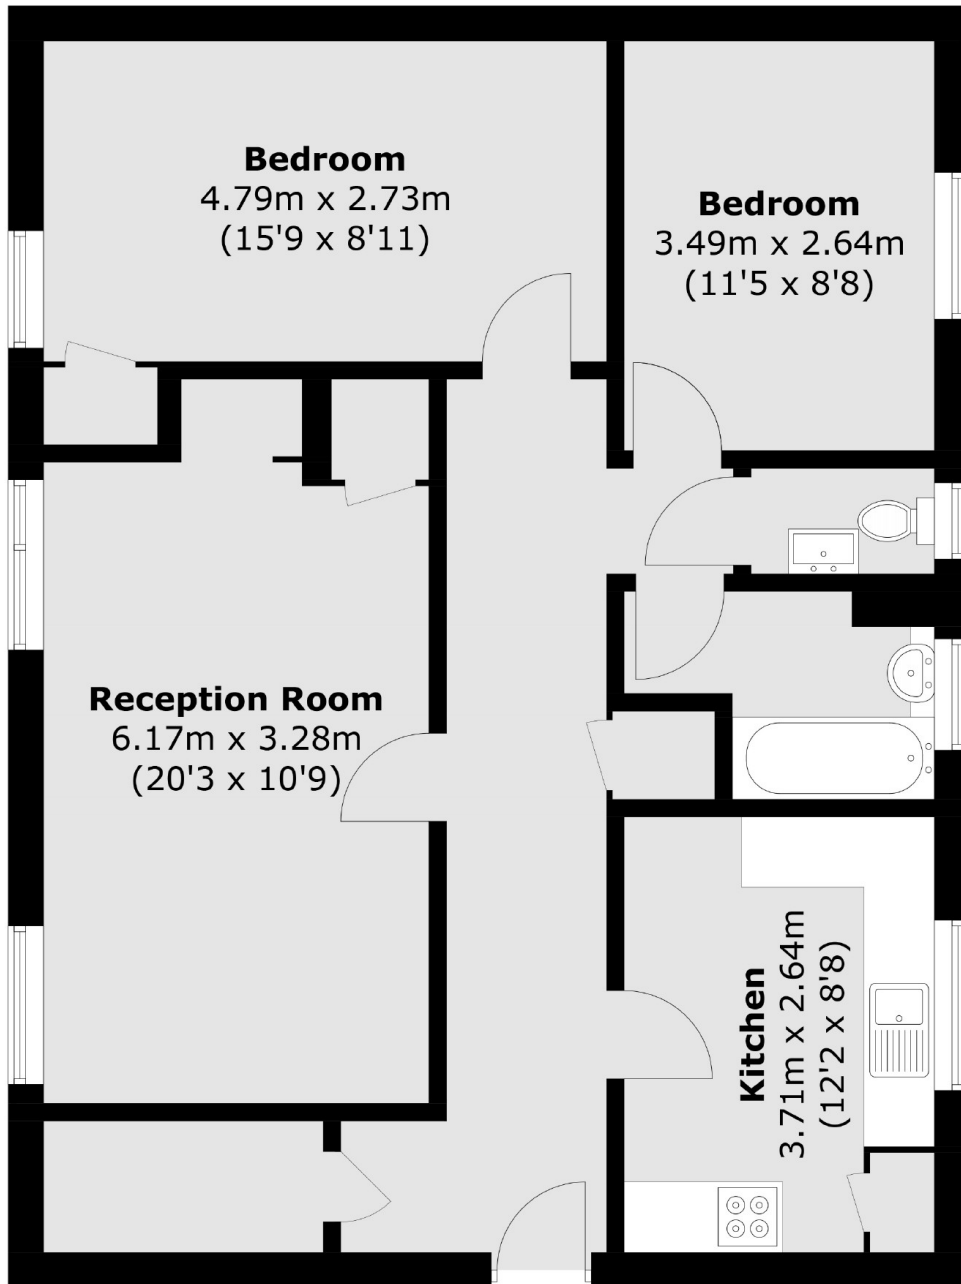 Bedroom
4.79m x 2.73m
(15'9 x 8'11)
Bedroom
3.49m x 2.64m
(11'5 x 8'8)
Reception Room
6.17m x 3.28m
(20'3 x 10'9)
Kitchen
3.71m x 2.64m
(12'2 x 8'8)